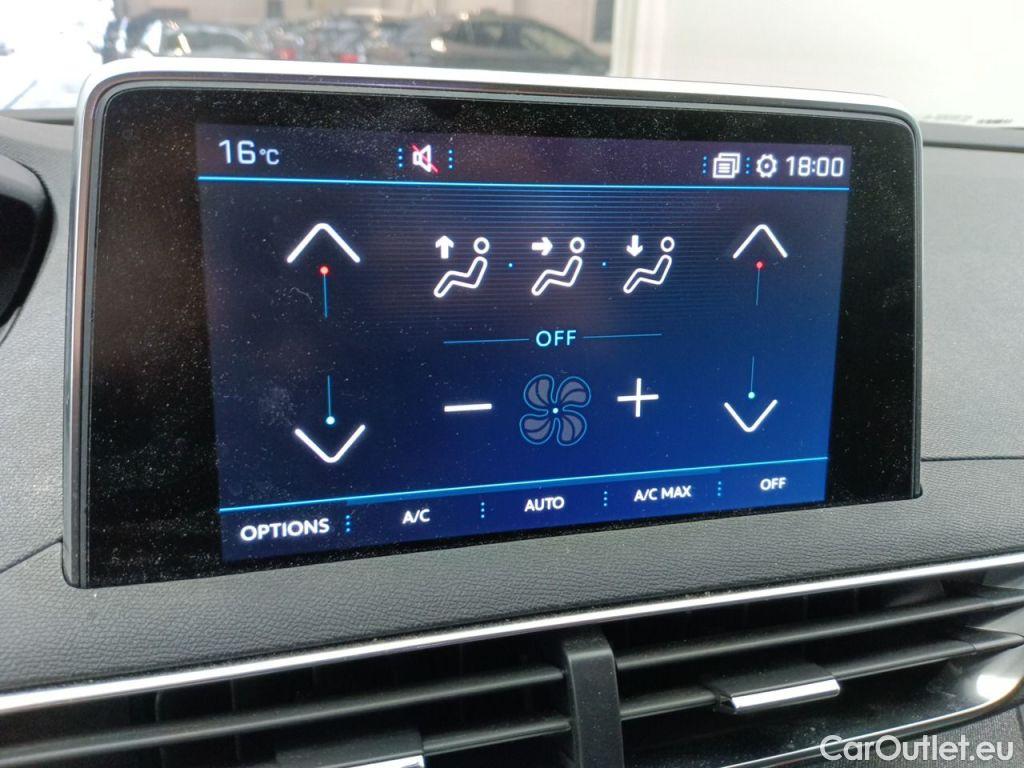 16°C 18:00
OFF
OPTIONS A/C AUTO A/C MAX OFF
CarOutlet.eu